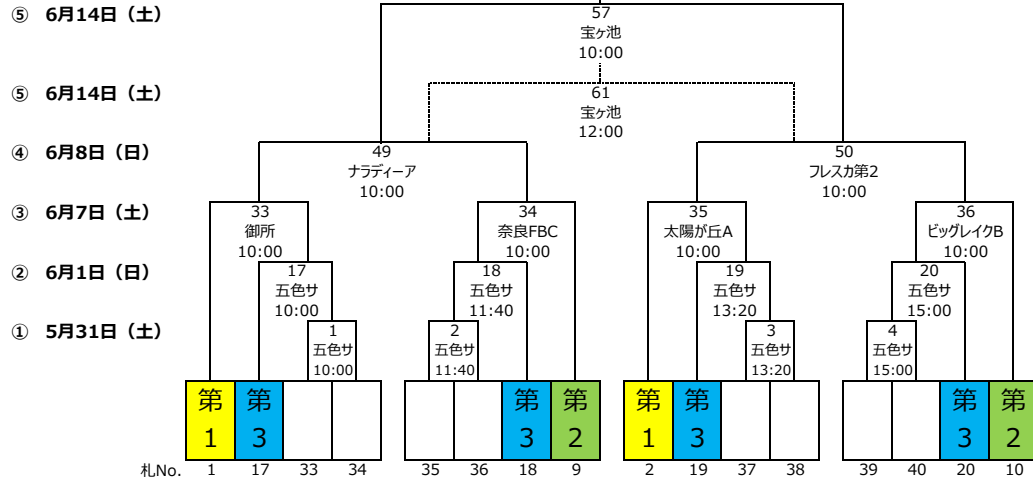 ⑤ 6月14日（土）
57
宝ヶ池
10:00
⑤ 6月14日（土）
61
宝ヶ池
12:00
④ 6月8日（日）
49
ナラディーア
10:00
50
フレスカ第2
10:00
③ 6月7日（土）
33
御所
10:00
34
奈良FBC
10:00
35
太陽が丘A
10:00
36
ビッグレイクB
10:00
② 6月1日（日）
17
五色サ
10:00
18
五色サ
11:40
19
五色サ
13:20
20
五色サ
15:00
① 5月31日（土）
1
五色サ
10:00
2
五色サ
11:40
3
五色サ
13:20
4
五色サ
15:00
第1
第3
第3
第2
第1
第3
第3
第2
札No. 1 17 33 34 35 36 18 9 2 19 37 38 39 40 20 10